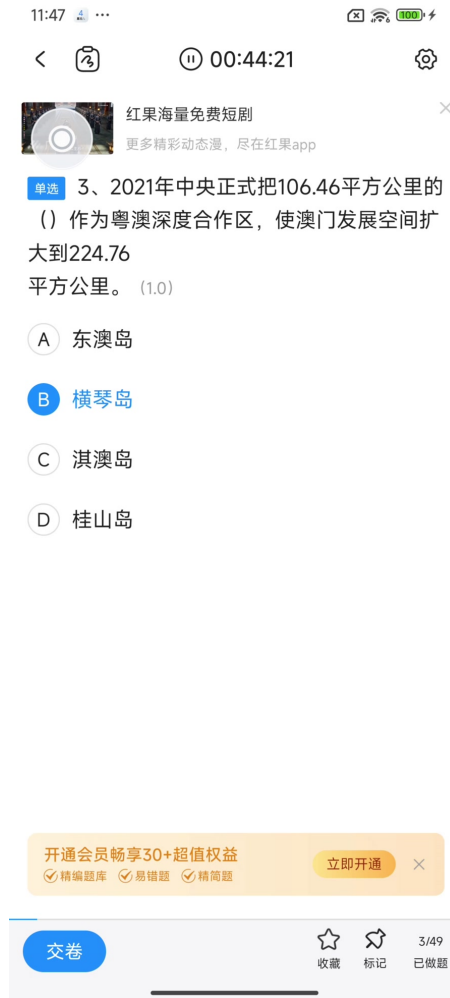 11:47
100
00:44:21
红果海量免费短剧
更多精彩动态漫，尽在红果app
单选 3、2021年中央正式把106.46平方公里的
（）作为粤澳深度合作区，使澳门发展空间扩
大到224.76
平方公里。（1.0）
A 东澳岛
B 横琴岛
C 淇澳岛
D 桂山岛
开通会员畅享30+超值权益
精编题库 易错题 精简题
立即开通
交卷
收藏
标记
3/49
已做题